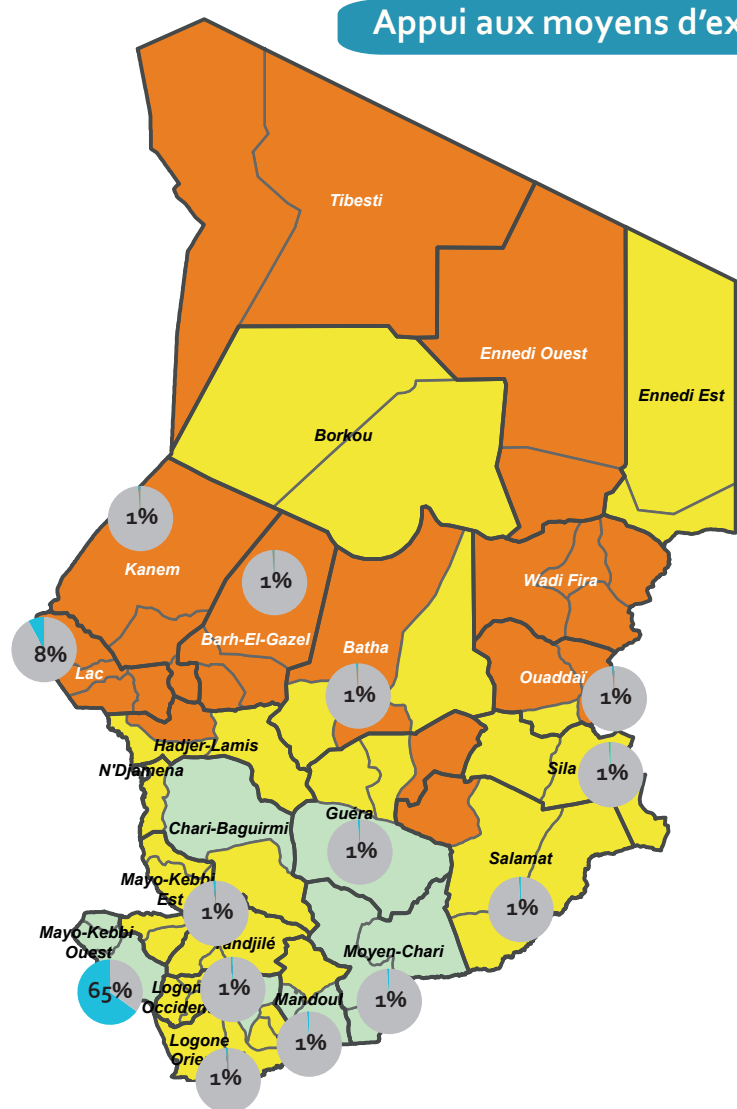 Appui aux moyens d'ex
Tibesti
Ennedi Ouest
Ennedi Est
Borkou
1%
Kanem
1%
Wadi Fira
Barh-El-Gazel
Batha
8%
Lac
Ouaddaï
1%
1%
Hadjer-Lamis
N'Djamena
Sila
1%
Guéra
Chari-Baguirmi
1%
Salamat
Mayo-Kebbi
Est
1%
1%
Mayo-Kebbi
Ouest
Moyen-Chari
65%
Logone
Occiden
1%
Mandoul
1%
1%
Logone
Orie
1%